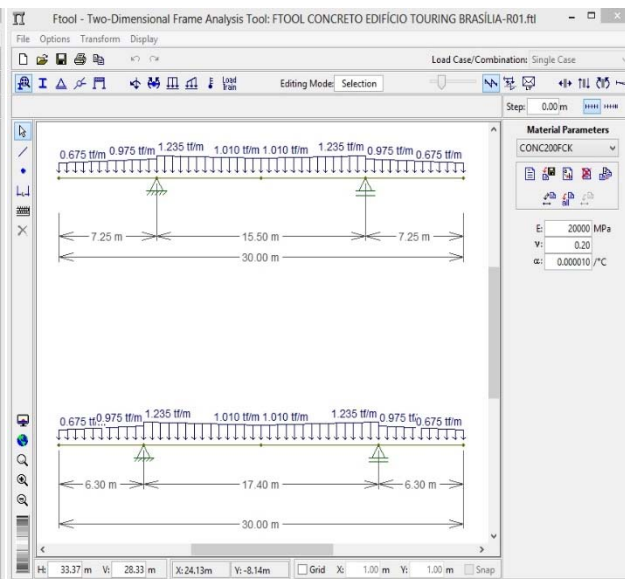 Ftool - Two-Dimensional Frame Analysis Tool: FTOOL CONCRETO EDIFÍCIO TOURING BRASÍLIA-R01.ftl
File Options Transform Display
Load Case/Combination: Single Case
Load Train
Editing Mode: Selection
Step: 0.00 m
Material Parameters
CONC200FCK
E: 20000 MPa
ν: 0.20
α: 0.000010 /°C
0.675 tf/m 0.975 tf/m 1.235 tf/m 1.010 tf/m 1.010 tf/m 1.235 tf/m 0.975 tf/m 0.675 tf/m
7.25 m 15.50 m 7.25 m
30.00 m
0.675 tf... 0.975 tf/m 1.235 tf/m 1.010 tf/m 1.010 tf/m 1.235 tf/m 0.975 tf/ 0.675 tf/m
6.30 m 17.40 m 6.30 m
30.00 m
H: 33.37 m V: 28.33 m X: 24.13m Y: -8.14m Grid X: 1.00 m Y: 1.00 m Snap